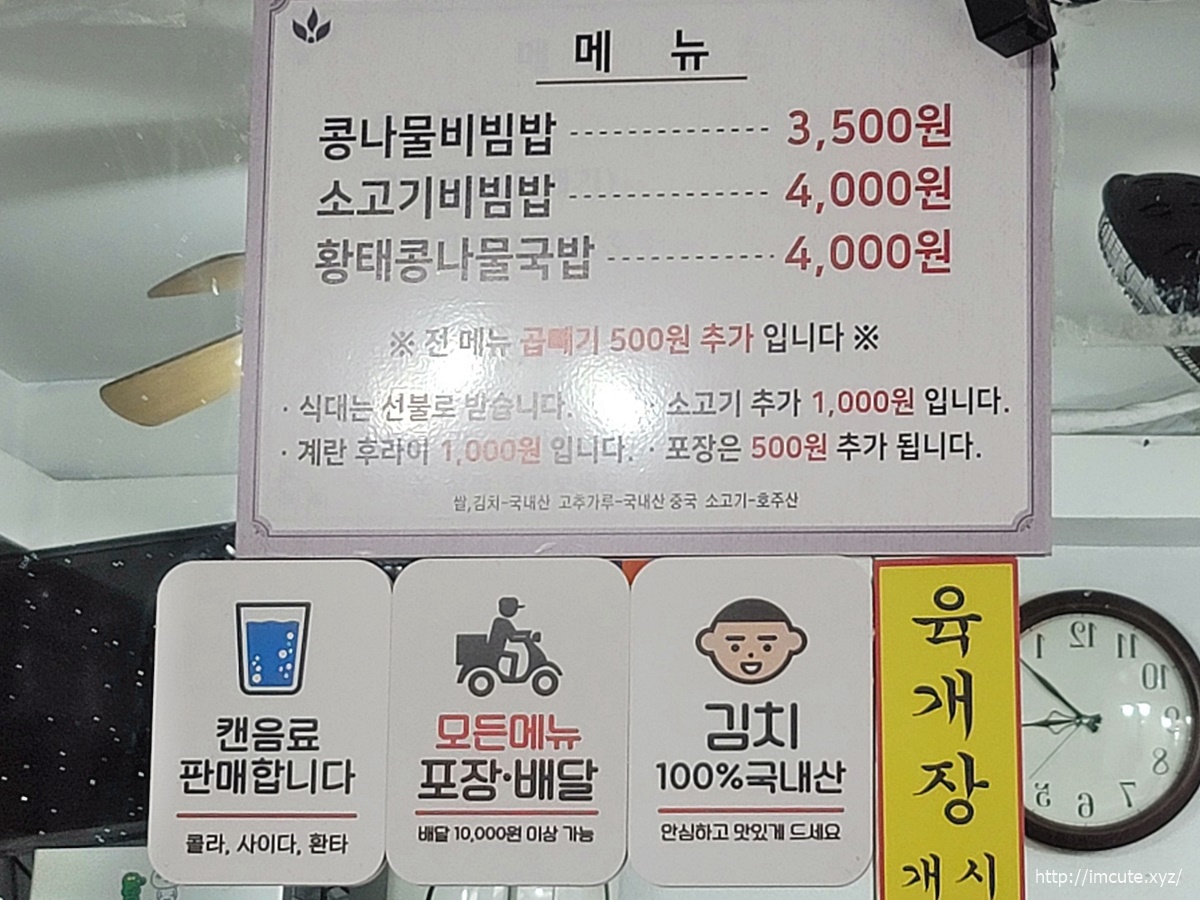 메 뉴
콩나물비빔밥 -------------- 3,500원
소고기비빔밥 -------------- 4,000원
황태콩나물국밥 ------------ 4,000원
※ 전 메뉴 곱빼기 500원 추가 입니다 ※
· 식대는 선불로 받습니다. 소고기 추가 1,000원 입니다.
· 계란 후라이 1,000원 입니다. · 포장은 500원 추가 됩니다.
쌀,김치-국내산 고추가루-국내산 중국 소고기-호주산
캔음료
판매합니다
콜라, 사이다, 환타
모든메뉴
포장·배달
배달 10,000원 이상 가능
김치
100%국내산
안심하고 맛있게 드세요
육
개
장
개시
12
11
10
9
8
7
6
5
1
http://imcute.xyz/